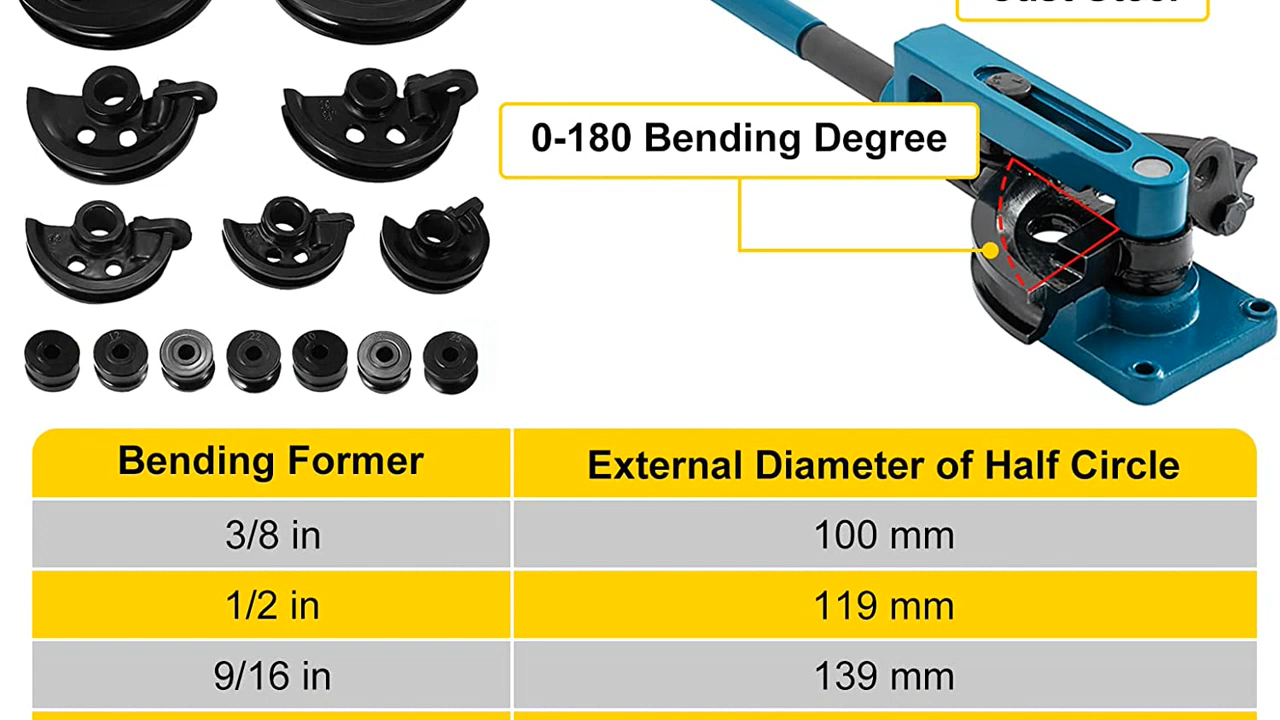 0-180 Bending Degree
Bending Former
External Diameter of Half Circle
3/8 in
100 mm
1/2 in
119 mm
9/16 in
139 mm